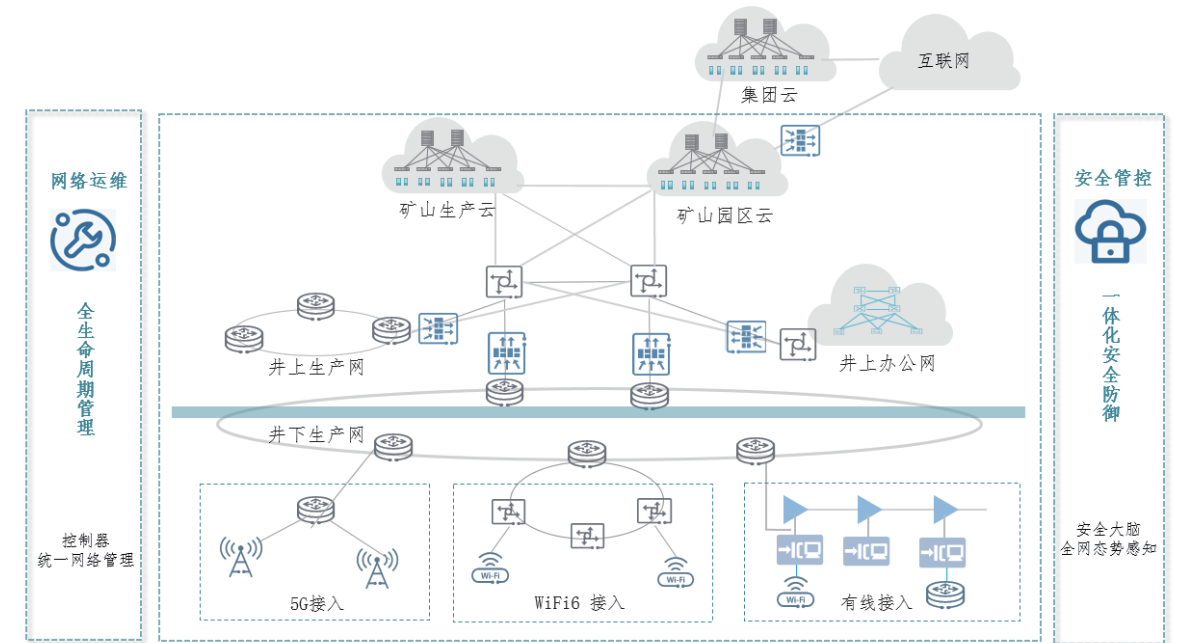 互联网
集团云
网络运维
矿山生产云
矿山园区云
安全管控
全生命周期管理
一体化安全防御
井上生产网
井上办公网
井下生产网
控制器
统一网络管理
安全大脑
全网态势感知
Wi-Fi
Wi-Fi
Wi-Fi
5G接入
WiFi6 接入
有线接入